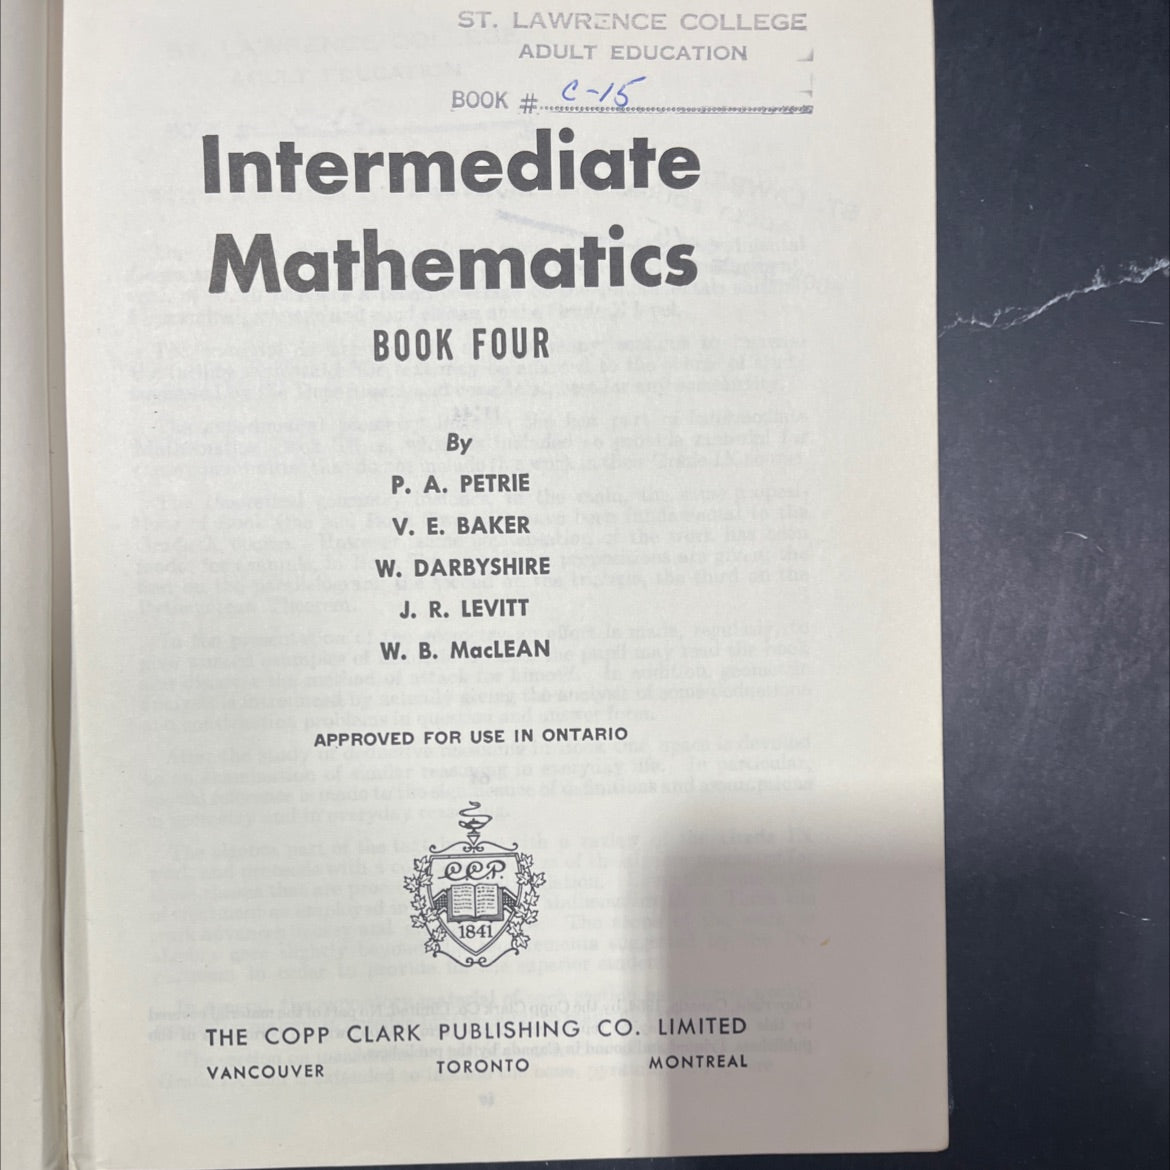 ST. LAWRENCE COLLEGE
ADULT EDUCATION
BOOK # C-15
Intermediate
Mathematics
BOOK FOUR
By
P. A. PETRIE
V. E. BAKER
W. DARBYSHIRE
J. R. LEVITT
W. B. MacLEAN
APPROVED FOR USE IN ONTARIO
C.C.P.
1841
THE COPP CLARK PUBLISHING CO. LIMITED
VANCOUVER TORONTO MONTREAL